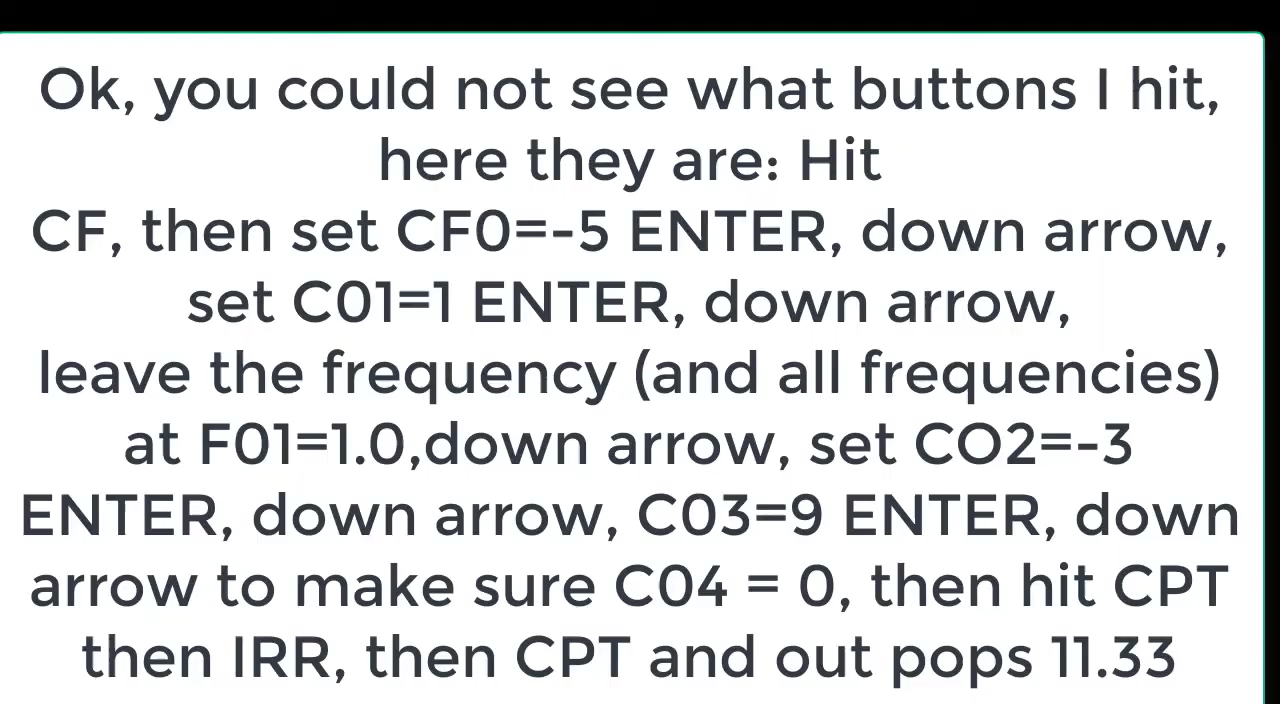 Ok, you could not see what buttons I hit,
here they are: Hit
CF, then set CF0=-5 ENTER, down arrow,
set C01=1 ENTER, down arrow,
leave the frequency (and all frequencies)
at F01=1.0,down arrow, set CO2=-3
ENTER, down arrow, C03=9 ENTER, down
arrow to make sure C04 = 0, then hit CPT
then IRR, then CPT and out pops 11.33